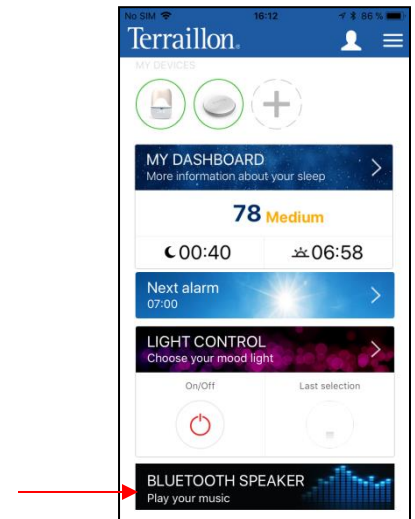 No SIM 16:12 86 %
Terraillon.
MY DEVICES
MY DASHBOARD
More information about your sleep
78 Medium
00:40 06:58
Next alarm
07:00
LIGHT CONTROL
Choose your mood light
On/Off Last selection
BLUETOOTH SPEAKER
Play your music